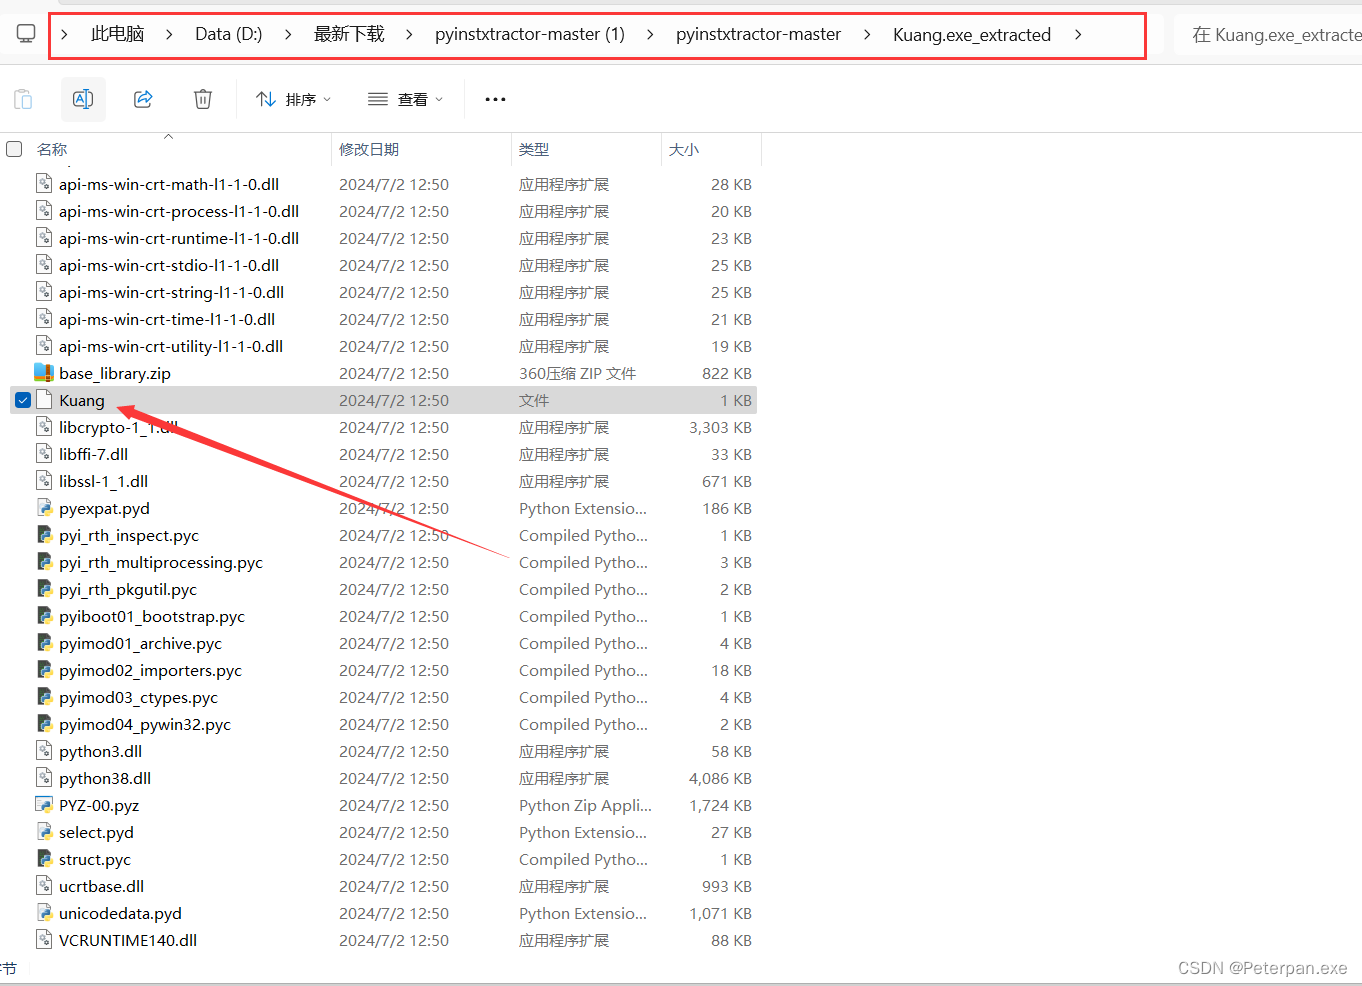 此电脑 Data (D:) 最新下载 pyinstxtractor-master (1) pyinstxtractor-master Kuang.exe_extracted 在 Kuang.exe_extracte
排序 查看
名称 修改日期 类型 大小
api-ms-win-crt-math-l1-1-0.dll 2024/7/2 12:50 应用程序扩展 28 KB
api-ms-win-crt-process-l1-1-0.dll 2024/7/2 12:50 应用程序扩展 20 KB
api-ms-win-crt-runtime-l1-1-0.dll 2024/7/2 12:50 应用程序扩展 23 KB
api-ms-win-crt-stdio-l1-1-0.dll 2024/7/2 12:50 应用程序扩展 25 KB
api-ms-win-crt-string-l1-1-0.dll 2024/7/2 12:50 应用程序扩展 25 KB
api-ms-win-crt-time-l1-1-0.dll 2024/7/2 12:50 应用程序扩展 21 KB
api-ms-win-crt-utility-l1-1-0.dll 2024/7/2 12:50 应用程序扩展 19 KB
base_library.zip 2024/7/2 12:50 360压缩 ZIP 文件 822 KB
Kuang 2024/7/2 12:50 文件 1 KB
libcrypto-1_1.dll 2024/7/2 12:50 应用程序扩展 3,303 KB
libffi-7.dll 2024/7/2 12:50 应用程序扩展 33 KB
libssl-1_1.dll 2024/7/2 12:50 应用程序扩展 671 KB
pyexpat.pyd 2024/7/2 12:50 Python Extensio... 186 KB
pyi_rth_inspect.pyc 2024/7/2 12:50 Compiled Pytho... 1 KB
pyi_rth_multiprocessing.pyc 2024/7/2 12:50 Compiled Pytho... 3 KB
pyi_rth_pkgutil.pyc 2024/7/2 12:50 Compiled Pytho... 2 KB
pyiboot01_bootstrap.pyc 2024/7/2 12:50 Compiled Pytho... 1 KB
pyimod01_archive.pyc 2024/7/2 12:50 Compiled Pytho... 4 KB
pyimod02_importers.pyc 2024/7/2 12:50 Compiled Pytho... 18 KB
pyimod03_ctypes.pyc 2024/7/2 12:50 Compiled Pytho... 4 KB
pyimod04_pywin32.pyc 2024/7/2 12:50 Compiled Pytho... 2 KB
python3.dll 2024/7/2 12:50 应用程序扩展 58 KB
python38.dll 2024/7/2 12:50 应用程序扩展 4,086 KB
PYZ-00.pyz 2024/7/2 12:50 Python Zip Appli... 1,724 KB
select.pyd 2024/7/2 12:50 Python Extensio... 27 KB
struct.pyc 2024/7/2 12:50 Compiled Pytho... 1 KB
ucrtbase.dll 2024/7/2 12:50 应用程序扩展 993 KB
unicodedata.pyd 2024/7/2 12:50 Python Extensio... 1,071 KB
VCRUNTIME140.dll 2024/7/2 12:50 应用程序扩展 88 KB
节
CSDN @Peterpan.exe